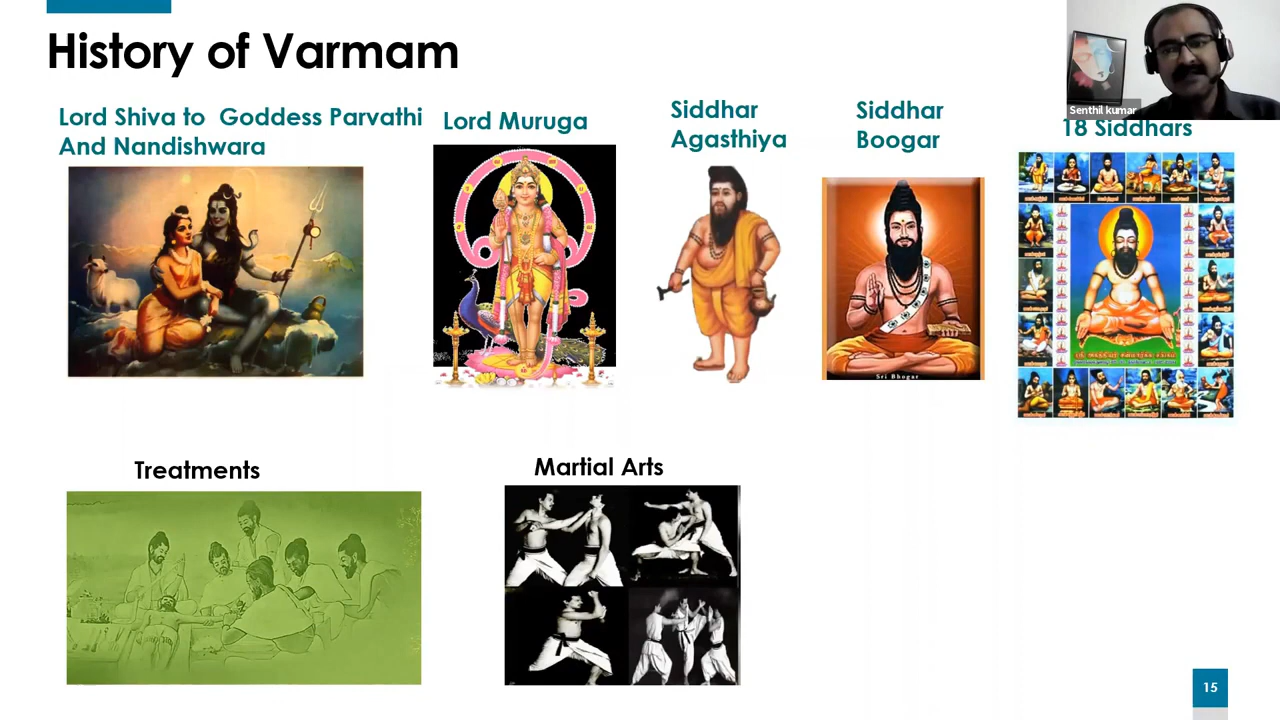 History of Varmam
Senthil kumar
Lord Shiva to Goddess Parvathi
And Nandishwara
Lord Muruga
Siddhar
Agasthiya
Siddhar
Boogar
18 Siddhars
Sri Bhogar
Treatments
Martial Arts
15